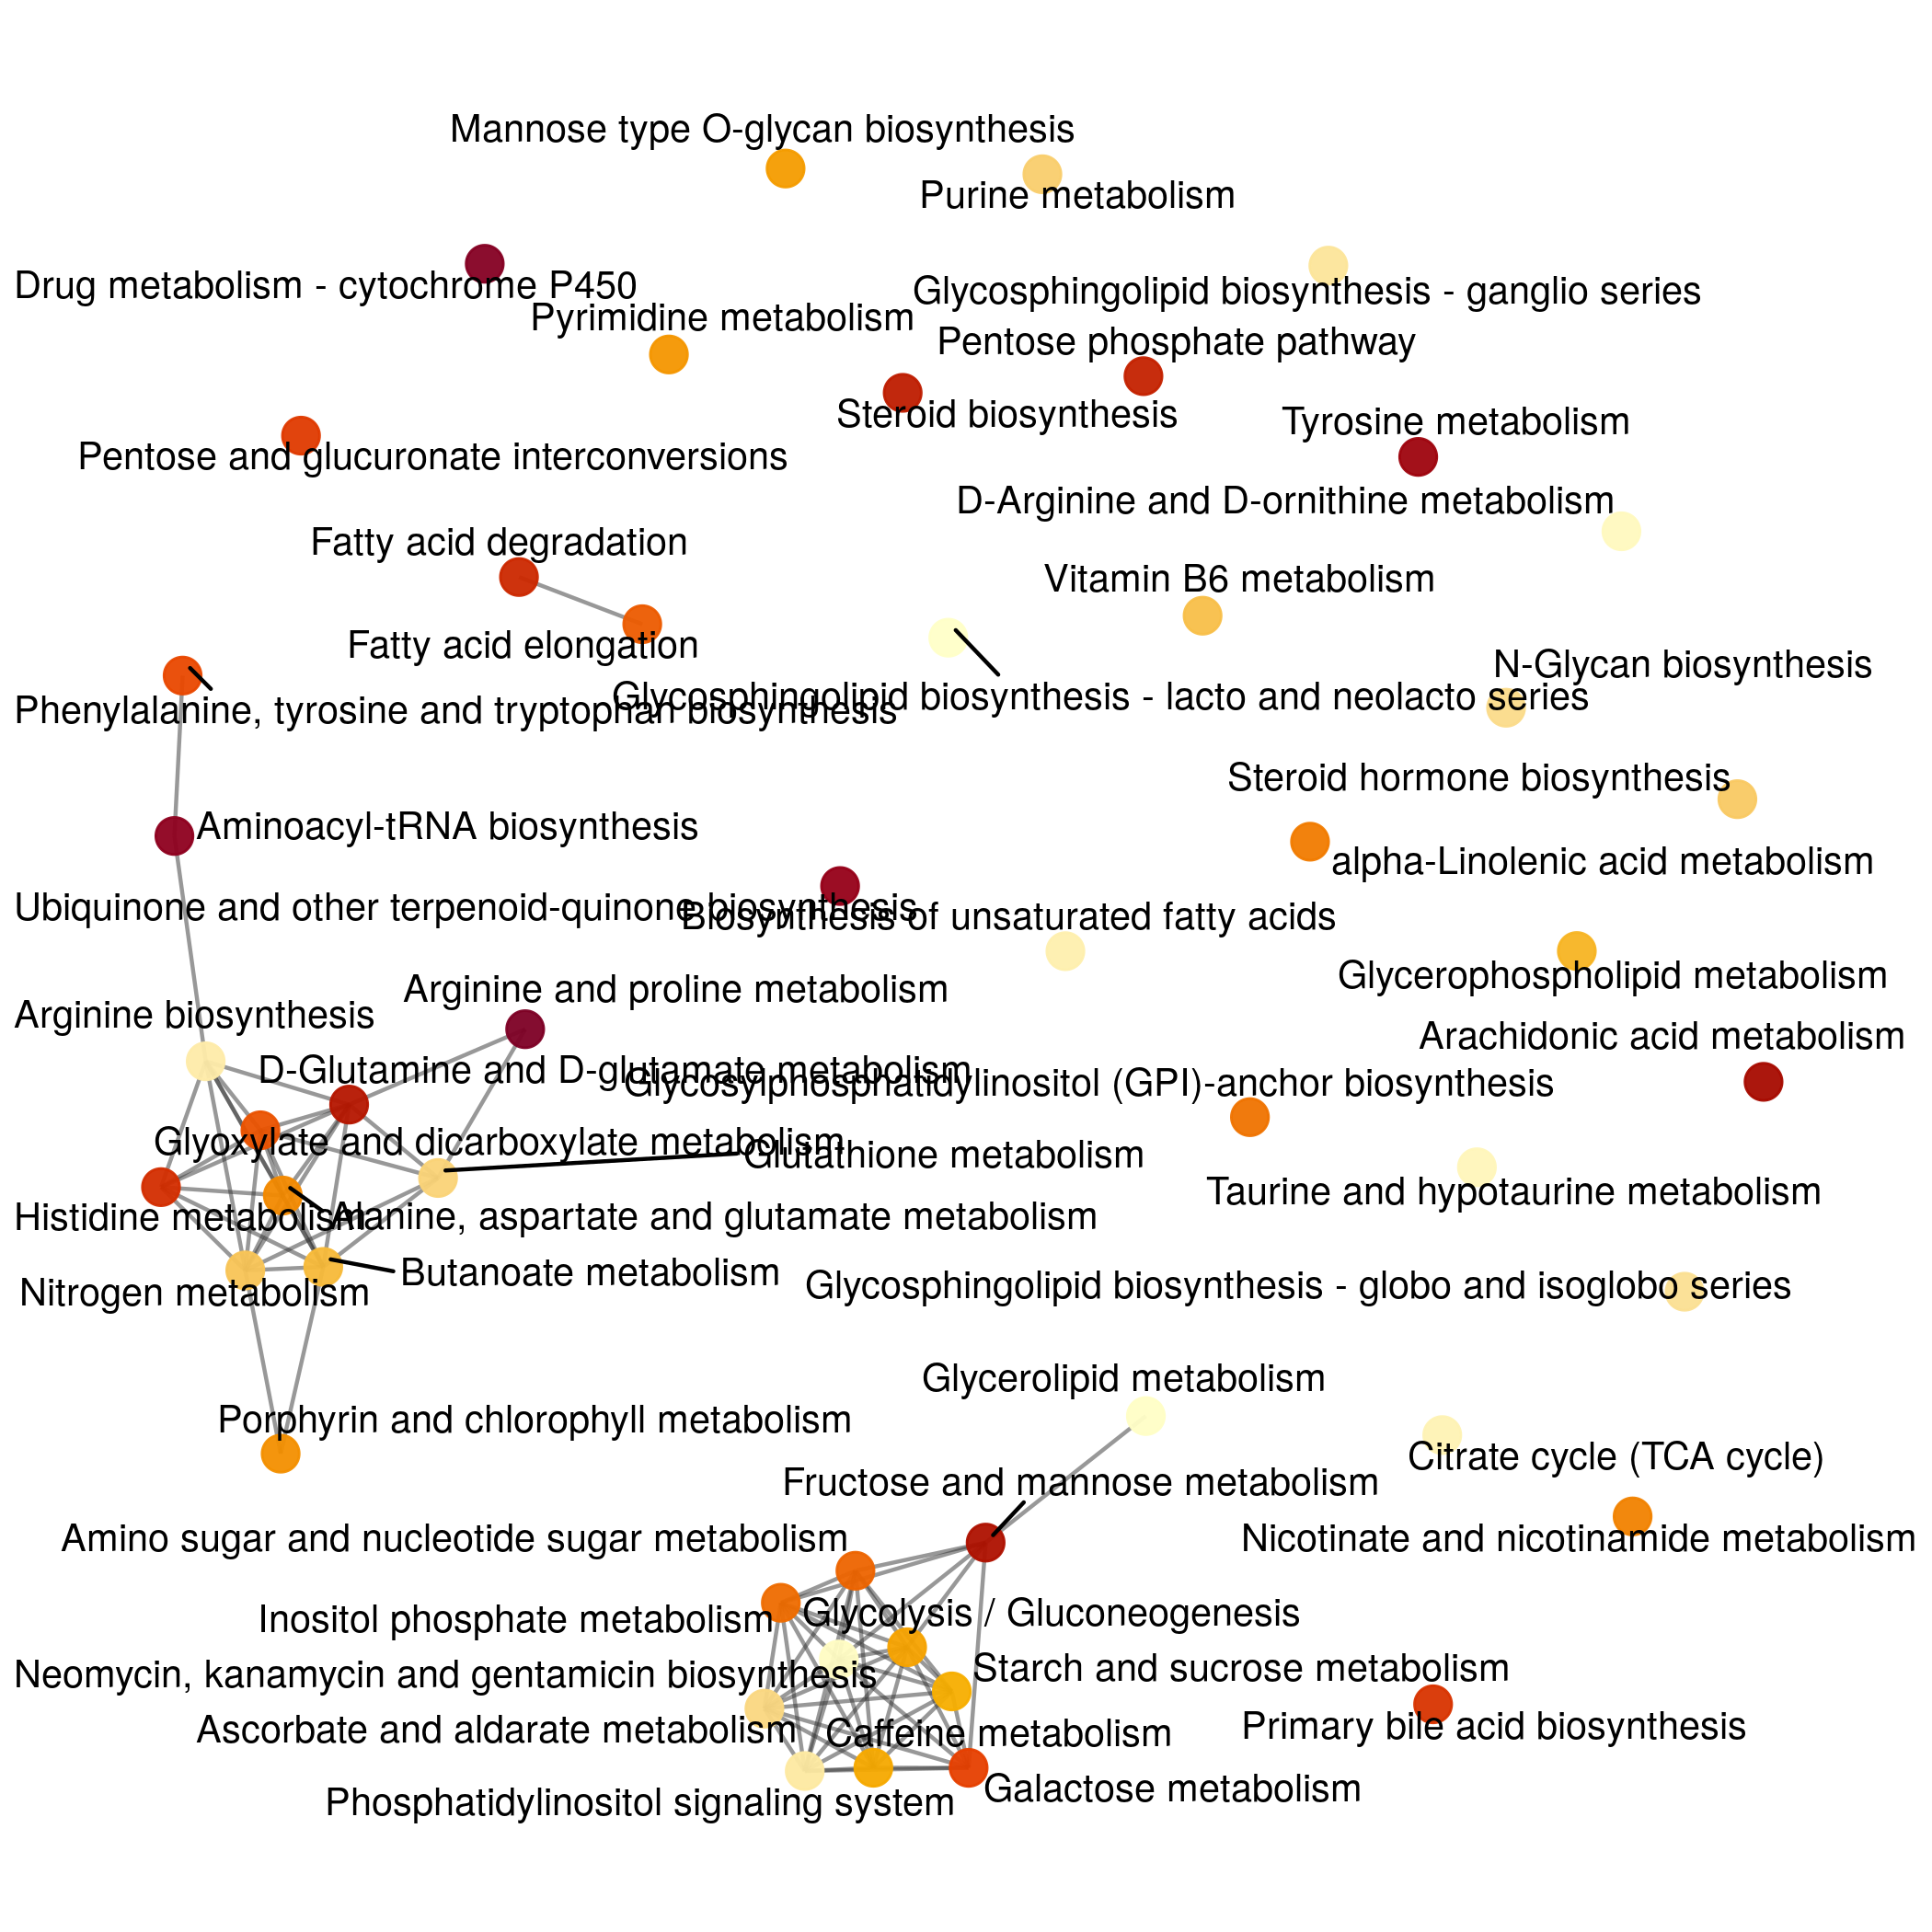 Mannose type O-glycan biosynthesis
Purine metabolism
Drug metabolism - cytochrome P450
Glycosphingolipid biosynthesis - ganglio series
Pyrimidine metabolism
Pentose phosphate pathway
Steroid biosynthesis
Tyrosine metabolism
Pentose and glucuronate interconversions
D-Arginine and D-ornithine metabolism
Fatty acid degradation
Vitamin B6 metabolism
Fatty acid elongation
N-Glycan biosynthesis
Glycosphingolipid biosynthesis - lacto and neolacto series
Phenylalanine, tyrosine and tryptophan biosynthesis
Steroid hormone biosynthesis
Aminoacyl-tRNA biosynthesis
alpha-Linolenic acid metabolism
Ubiquinone and other terpenoid-quinone biosynthesis
Biosynthesis of unsaturated fatty acids
Glycerophospholipid metabolism
Arginine and proline metabolism
Arginine biosynthesis
Arachidonic acid metabolism
D-Glutamine and D-glutamate metabolism
Glycosylphosphatidylinositol (GPI)-anchor biosynthesis
Glyoxylate and dicarboxylate metabolism
Glutathione metabolism
Taurine and hypotaurine metabolism
Histidine metabolism
Alanine, aspartate and glutamate metabolism
Butanoate metabolism
Nitrogen metabolism
Glycosphingolipid biosynthesis - globo and isoglobo series
Glycerolipid metabolism
Porphyrin and chlorophyll metabolism
Citrate cycle (TCA cycle)
Fructose and mannose metabolism
Amino sugar and nucleotide sugar metabolism
Nicotinate and nicotinamide metabolism
Inositol phosphate metabolism
Glycolysis / Gluconeogenesis
Neomycin, kanamycin and gentamicin biosynthesis
Starch and sucrose metabolism
Ascorbate and aldarate metabolism
Caffeine metabolism
Primary bile acid biosynthesis
Galactose metabolism
Phosphatidylinositol signaling system